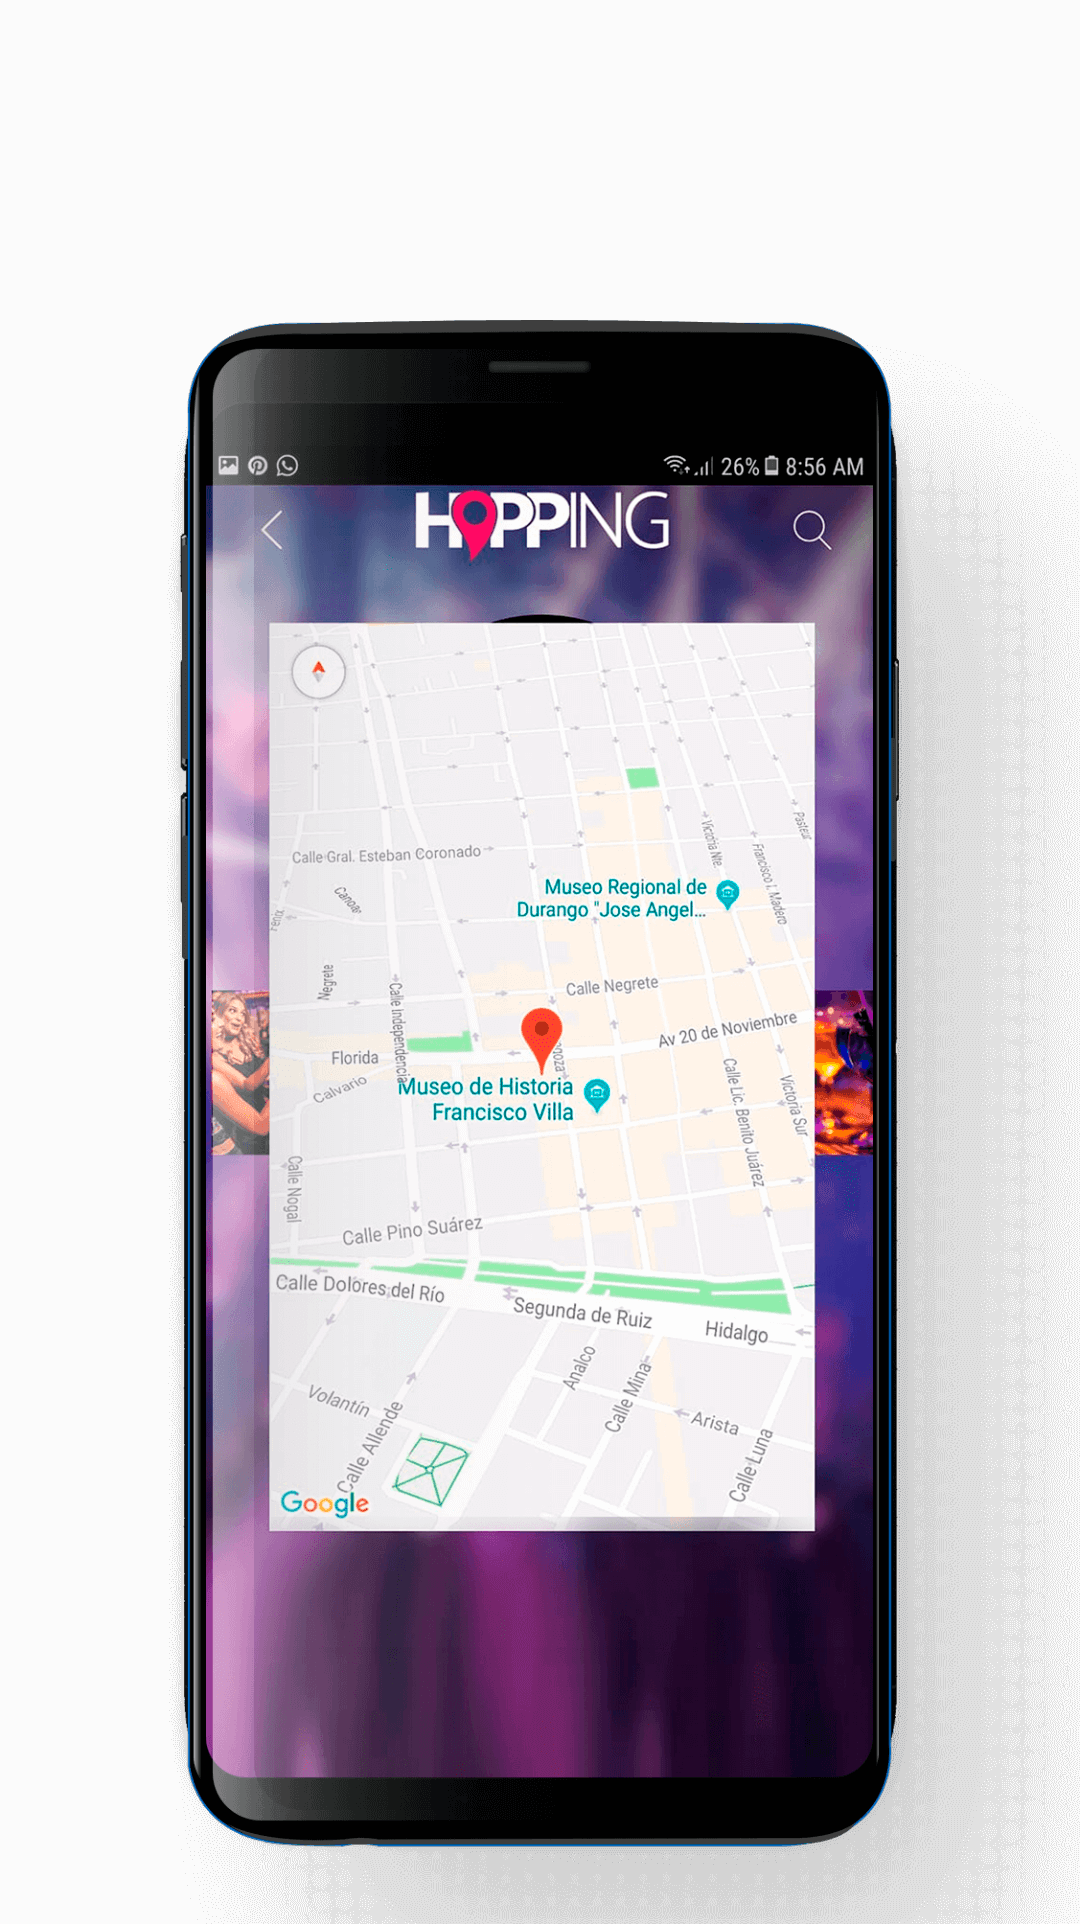 26% 8:56 AM
HOPPING
Calle Gral. Esteban Coronado
Canoas
Fenix
Negrete
Calle Independencia
Victoria Nte.
Francisco I. Madero
Pasteur
Museo Regional de
Durango "Jose Angel...
Calle Negrete
Av 20 de Noviembre
Florida
Calvario
agoza
Museo de Historia
Francisco Villa
Calle Lic. Benito Juárez
Victoria Sur
Calle Nogal
Calle Pino Suárez
Calle Dolores del Río
Segunda de Ruiz
Hidalgo
Volantín
Calle Allende
Analco
Calle Mina
Arista
Calle Luna
Google